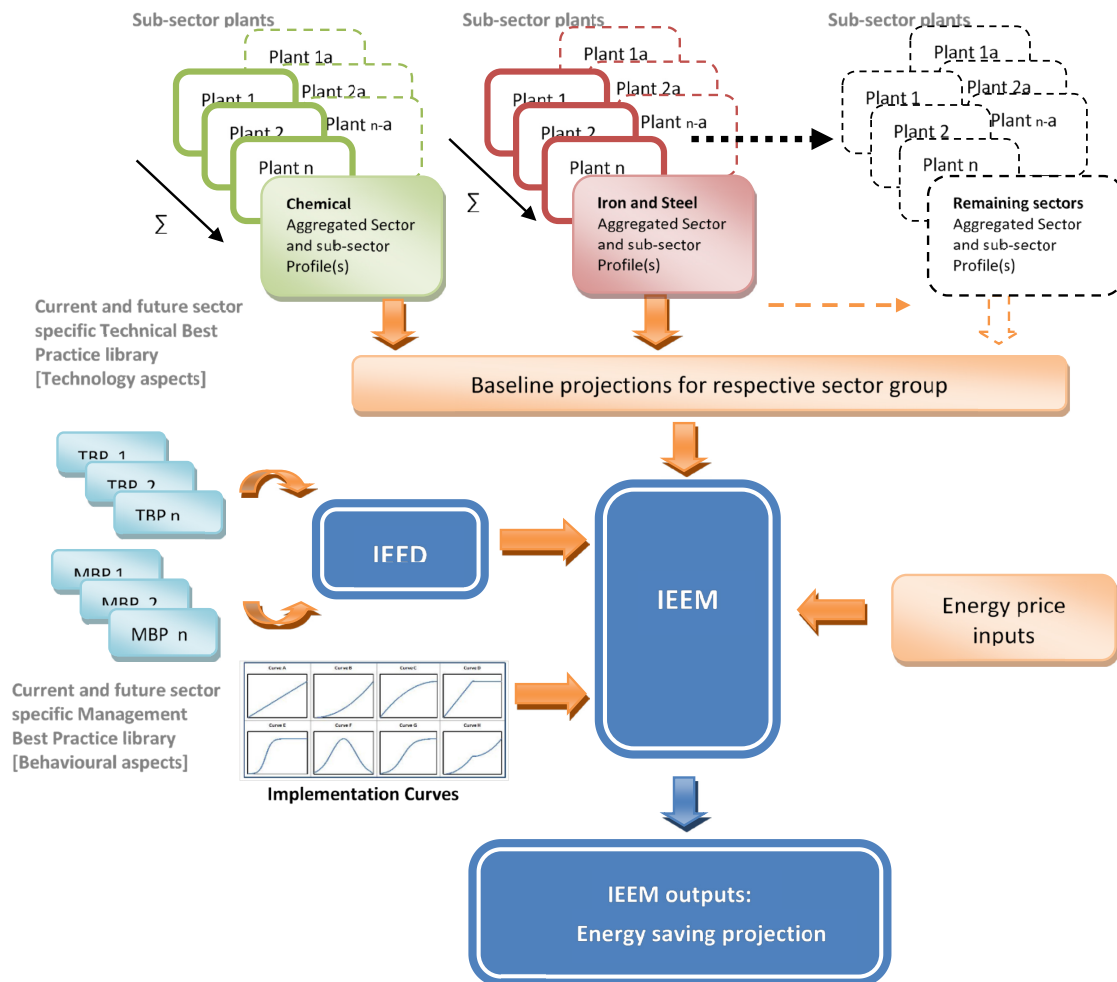 Sub-sector plants
Sub-sector plants
Sub-sector plants
Plant 1a
Plant 2a
Plant n-a
Plant 1
Plant 2
Plant n
∑
Chemical
Aggregated Sector
and sub-sector
Profile(s)
Plant 1a
Plant 2a
Plant n-a
Plant 1
Plant 2
Plant n
∑
Iron and Steel
Aggregated Sector
and sub-sector
Profile(s)
Plant 1a
Plant 2a
Plant n-a
Plant 1
Plant 2
Plant n
Remaining sectors
Aggregated Sector
and sub-sector
Profile(s)
Current and future sector
specific Technical Best
Practice library
[Technology aspects]
Baseline projections for respective sector group
TBP 1
TBP 2
TBP n
MBP 1
MBP 2
MBP n
IEED
IEEM
Energy price
inputs
Current and future sector
specific Management
Best Practice library
[Behavioural aspects]
Curve A
Curve B
Curve C
Curve D
Curve E
Curve F
Curve G
Curve H
Implementation Curves
IEEM outputs:
Energy saving projection